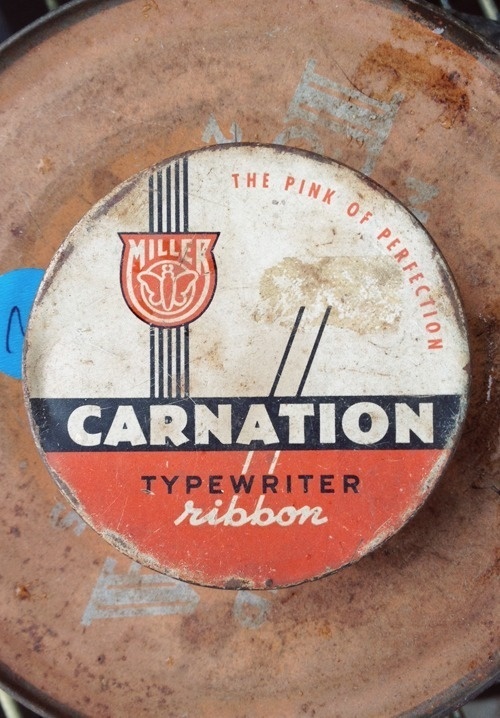 THE PINK OF PERFECTION
MILLER
CARNATION
TYPEWRITER
ribbon